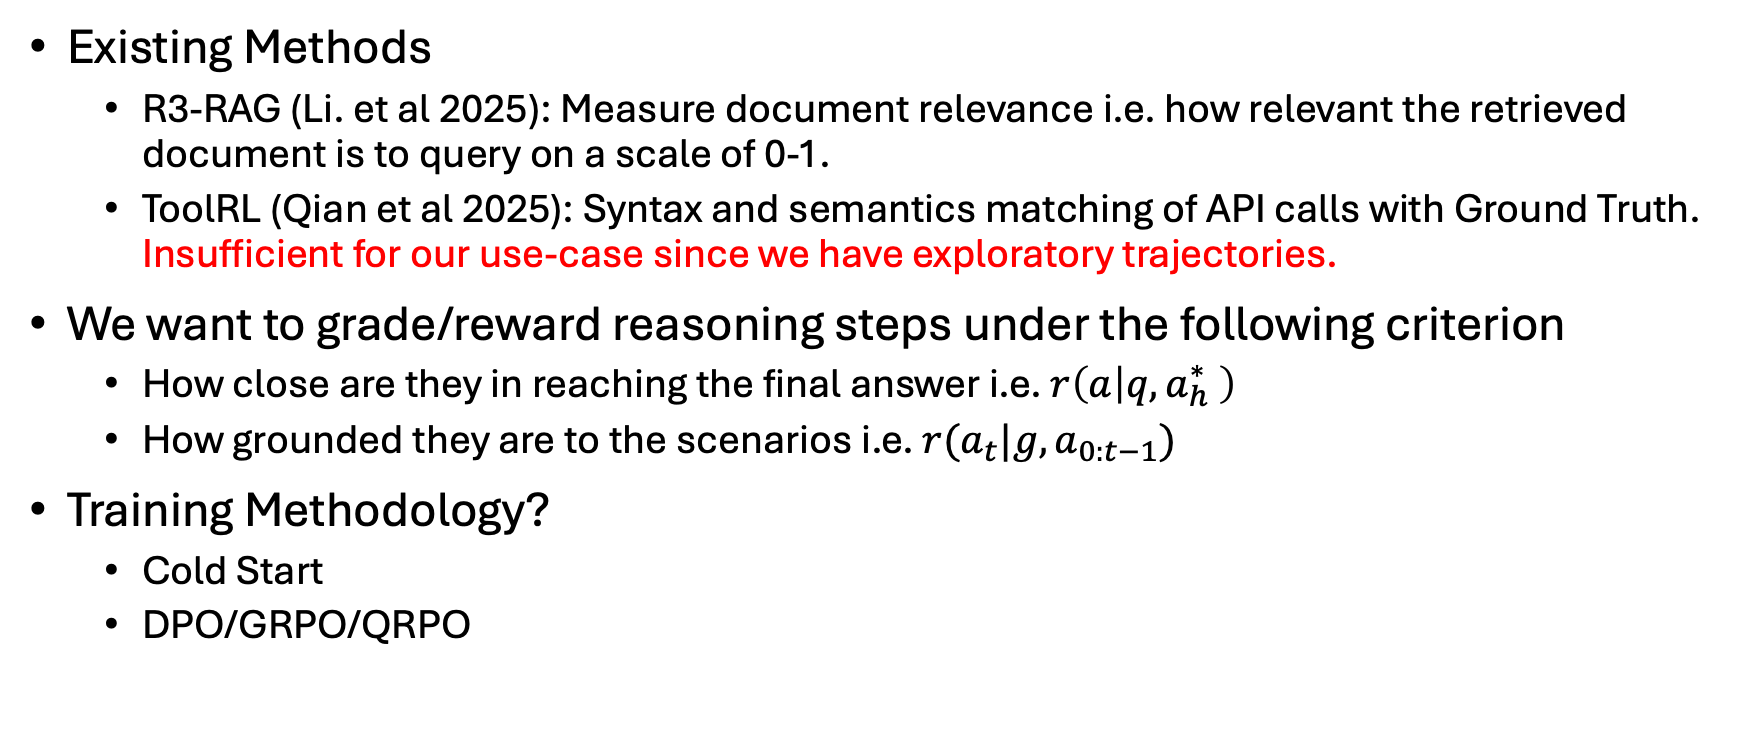 • Existing Methods
• R3-RAG (Li. et al 2025): Measure document relevance i.e. how relevant the retrieved
document is to query on a scale of 0-1.
• ToolRL (Qian et al 2025): Syntax and semantics matching of API calls with Ground Truth.
Insufficient for our use-case since we have exploratory trajectories.
• We want to grade/reward reasoning steps under the following criterion
• How close are they in reaching the final answer i.e. $r(a|q, a_h^*)$
• How grounded they are to the scenarios i.e. $r(a_t|g, a_{0:t-1})$
• Training Methodology?
• Cold Start
• DPO/GRPO/QRPO